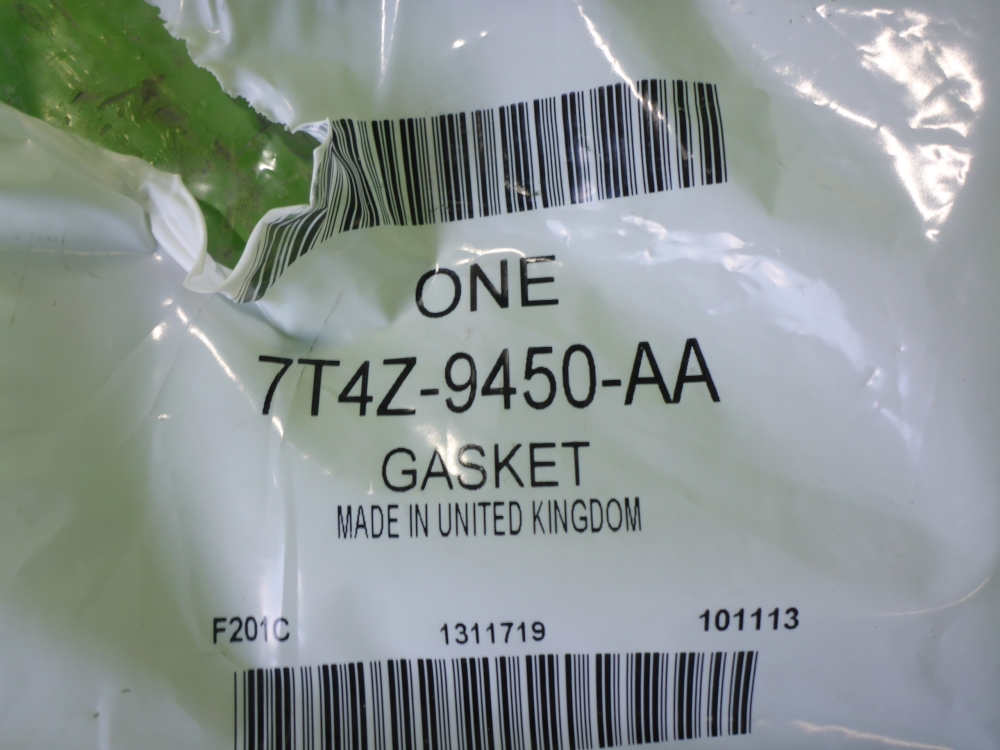 ONE
7T4Z-9450-AA
GASKET
MADE IN UNITED KINGDOM
F201C 1311719 101113